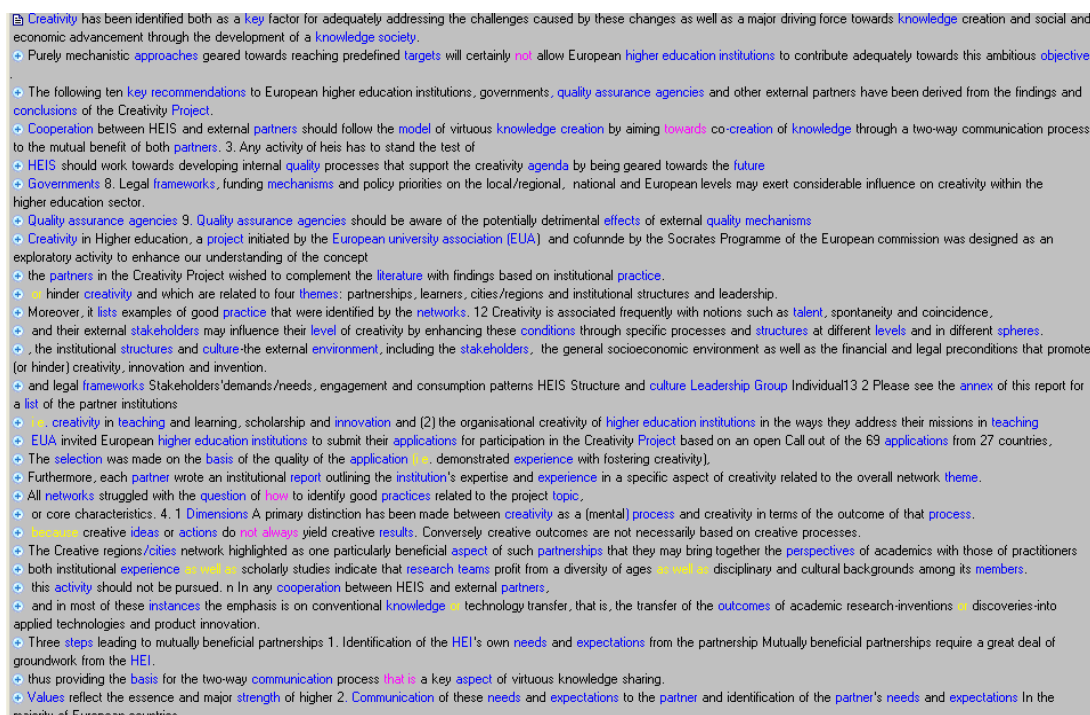 Creativity has been identified both as a key factor for adequately addressing the challenges caused by these changes as well as a major driving force towards knowledge creation and social and
economic advancement through the development of a knowledge society.
Purely mechanistic approaches geared towards reaching predefined targets will certainly not allow European higher education institutions to contribute adequately towards this ambitious objective
.
The following ten key recommendations to European higher education institutions, governments, quality assurance agencies and other external partners have been derived from the findings and
conclusions of the Creativity Project.
Cooperation between HEIS and external partners should follow the model of virtuous knowledge creation by aiming towards co-creation of knowledge through a two-way communication process
to the mutual benefit of both partners. 3. Any activity of heis has to stand the test of
HEIS should work towards developing internal quality processes that support the creativity agenda by being geared towards the future
Governments 8. Legal frameworks, funding mechanisms and policy priorities on the local/regional, national and European levels may exert considerable influence on creativity within the
higher education sector.
Quality assurance agencies 9. Quality assurance agencies should be aware of the potentially detrimental effects of external quality mechanisms
Creativity in Higher education, a project initiated by the European university association (EUA) and cofunnde by the Socrates Programme of the European commission was designed as an
exploratory activity to enhance our understanding of the concept
the partners in the Creativity Project wished to complement the literature with findings based on institutional practice.
or hinder creativity and which are related to four themes: partnerships, learners, cities/regions and institutional structures and leadership.
Moreover, it lists examples of good practice that were identified by the networks. 12 Creativity is associated frequently with notions such as talent, spontaneity and coincidence,
and their external stakeholders may influence their level of creativity by enhancing these conditions through specific processes and structures at different levels and in different spheres.
, the institutional structures and culture-the external environment, including the stakeholders, the general socioeconomic environment as well as the financial and legal preconditions that promote
(or hinder) creativity, innovation and invention.
and legal frameworks Stakeholders'demands/needs, engagement and consumption patterns HEIS Structure and culture Leadership Group Individual13 2 Please see the annex of this report for
a list of the partner institutions
i.e. creativity in teaching and learning, scholarship and innovation and (2) the organisational creativity of higher education institutions in the ways they address their missions in teaching
EUA invited European higher education institutions to submit their applications for participation in the Creativity Project based on an open Call out of the 69 applications from 27 countries,
The selection was made on the basis of the quality of the application (i.e. demonstrated experience with fostering creativity),
Furthermore, each partner wrote an institutional report outlining the institution's expertise and experience in a specific aspect of creativity related to the overall network theme.
All networks struggled with the question of how to identify good practices related to the project topic,
or core characteristics. 4. 1 Dimensions A primary distinction has been made between creativity as a (mental) process and creativity in terms of the outcome of that process.
because creative ideas or actions do not always yield creative results. Conversely creative outcomes are not necessarily based on creative processes.
The Creative regions/cities network highlighted as one particularly beneficial aspect of such partnerships that they may bring together the perspectives of academics with those of practitioners
both institutional experience as well as scholarly studies indicate that research teams profit from a diversity of ages as well as disciplinary and cultural backgrounds among its members.
this activity should not be pursued. n In any cooperation between HEIS and external partners,
and in most of these instances the emphasis is on conventional knowledge or technology transfer, that is, the transfer of the outcomes of academic research-inventions or discoveries-into
applied technologies and product innovation.
Three steps leading to mutually beneficial partnerships 1. Identification of the HEI's own needs and expectations from the partnership Mutually beneficial partnerships require a great deal of
groundwork from the HEI.
thus providing the basis for the two-way communication process that is a key aspect of virtuous knowledge sharing.
Values reflect the essence and major strength of higher 2. Communication of these needs and expectations to the partner and identification of the partner's needs and expectations In the
majority of European countries